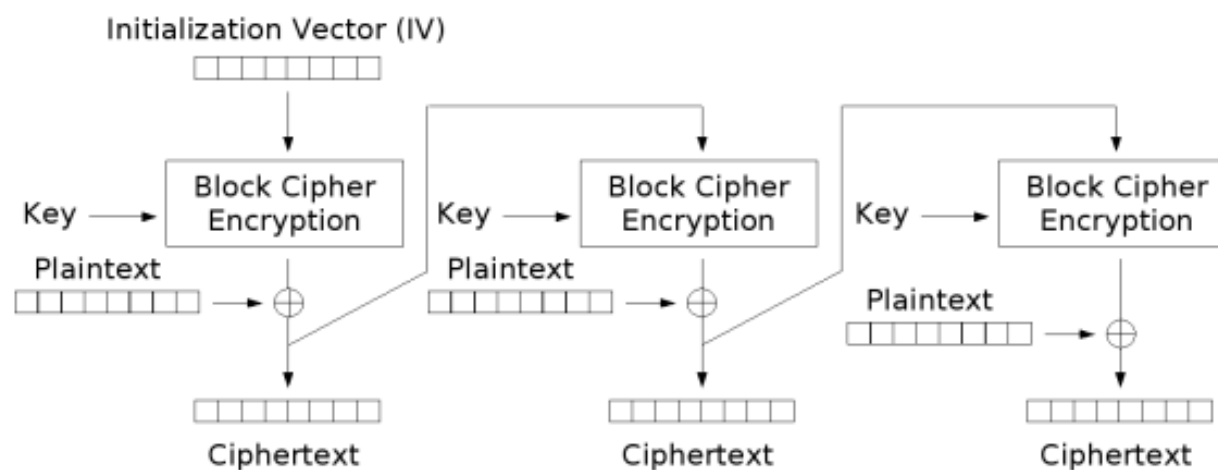 Initialization Vector (IV)
Block Cipher
Encryption
Key
Plaintext
Ciphertext
Block Cipher
Encryption
Key
Plaintext
Ciphertext
Block Cipher
Encryption
Key
Plaintext
Ciphertext